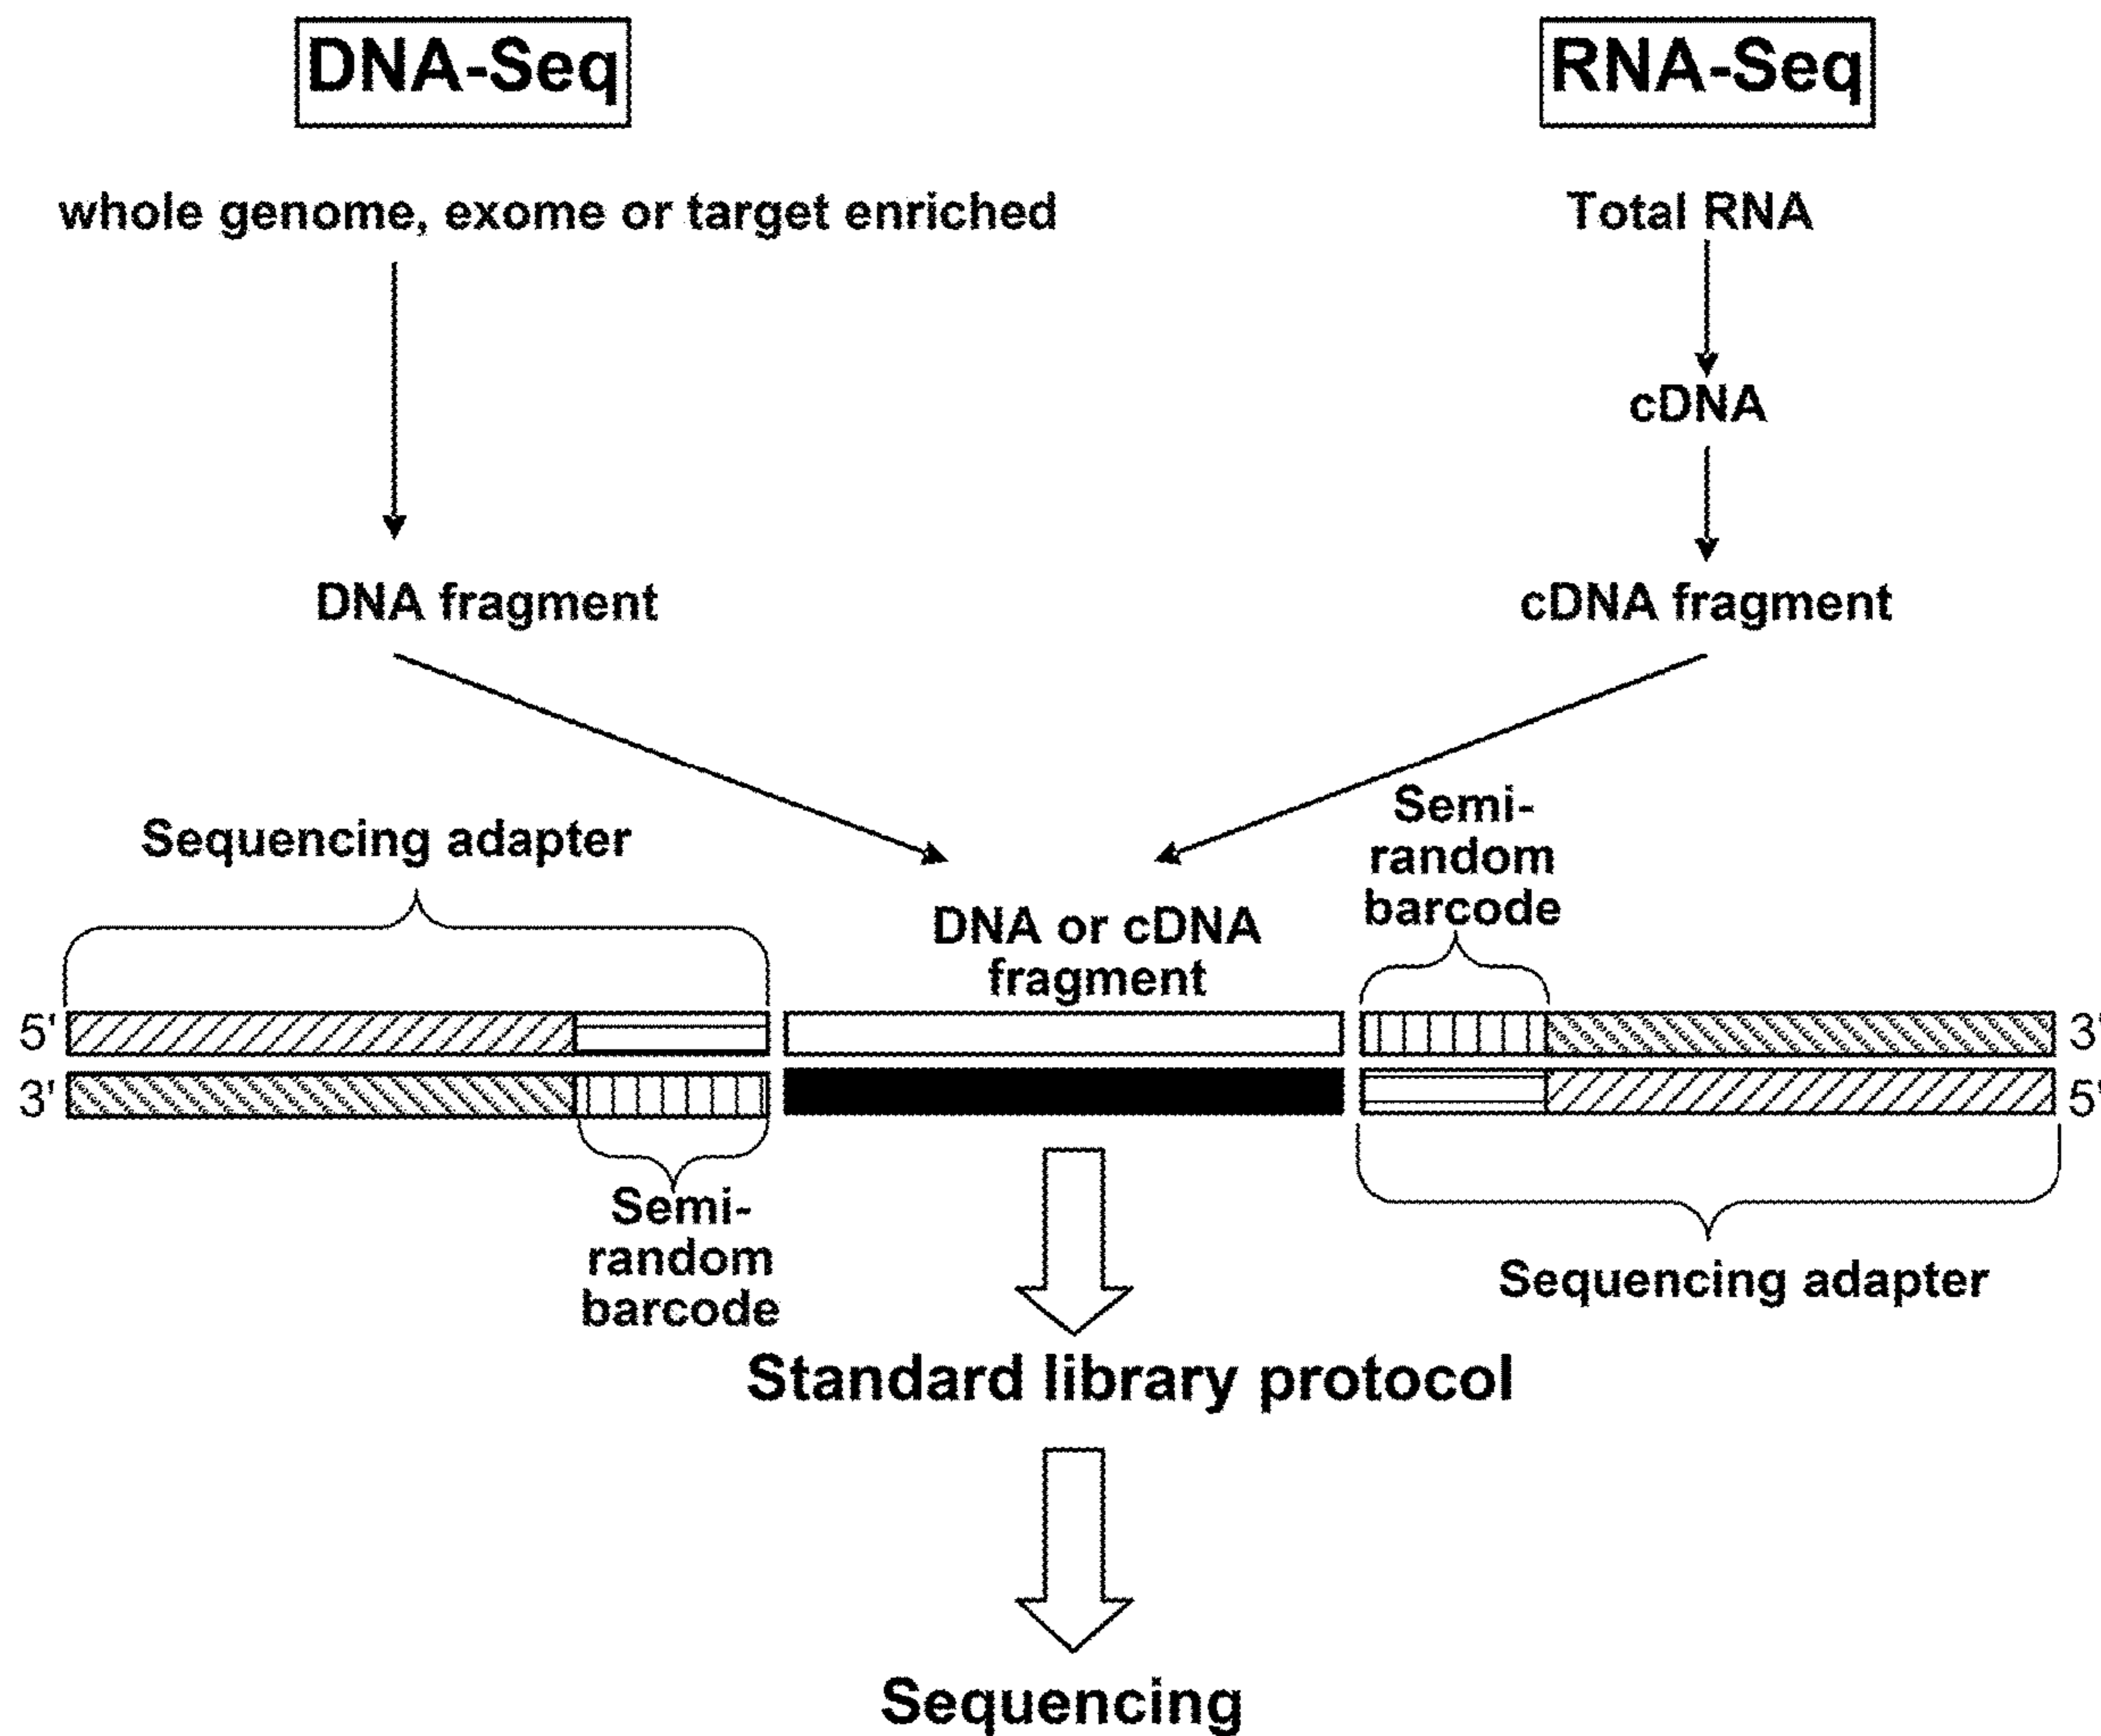 DNA-Seq
RNA-Seq
whole genome, exome or target enriched
Total RNA
cDNA
DNA fragment
cDNA fragment
Sequencing adapter
Semi-
random
barcode
DNA or cDNA
fragment
5'
3'
3'
5'
Semi-
random
barcode
Sequencing adapter
Standard library protocol
Sequencing